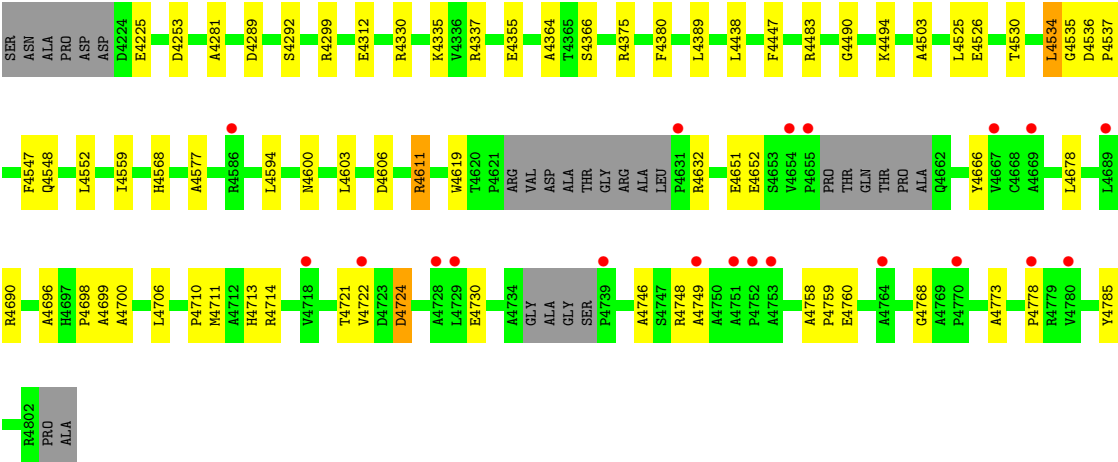 SER ASN ALA PRO ASP ASP D4224 E4225 D4253 A4281 D4289 S4292 R4299 E4312 R4330 K4335 V4336 R4337 E4355 A4364 T4365 S4366 R4375 F4380 L4389 L4438 F4447 R4483 G4490 K4494 A4503 L4525 E4526 T4530 L4534 G4535 D4536 P4537
F4547 Q4548 L4552 I4559 H4568 A4577 R4586 L4594 N4600 L4603 D4606 R4611 W4619 T4620 P4621 ARG VAL ASP ALA THR GLY ARG ALA LEU P4631 R4632 E4651 E4652 S4653 V4654 P4655 PRO THR GLN THR PRO ALA Q4662 Y4666 V4667 C4668 A4669 L4678 L4689
R4690 A4696 H4697 P4698 A4699 A4700 L4706 P4710 M4711 A4712 H4713 R4714 V4718 T4721 V4722 D4723 D4724 A4728 L4729 E4730 A4734 GLY ALA GLY SER P4739 A4746 S4747 R4748 A4749 A4750 A4751 P4752 A4753 A4758 P4759 E4760 A4764 G4768 A4769 P4770 A4773 P4778 R4779 V4780 Y4785
R4802 PRO ALA